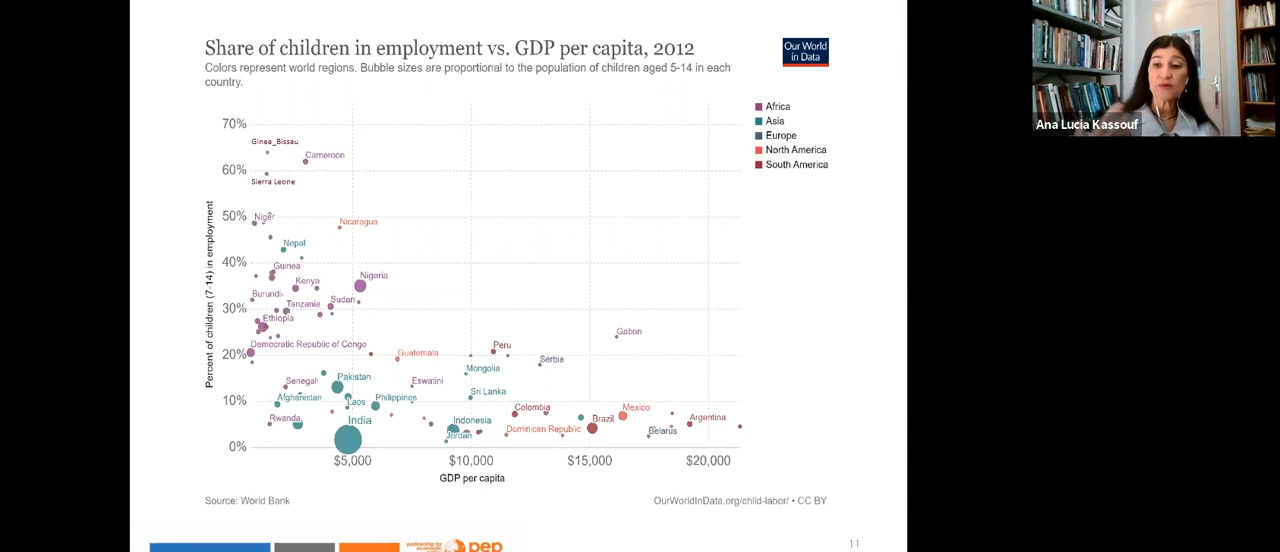 Share of children in employment vs. GDP per capita, 2012
Colors represent world regions. Bubble sizes are proportional to the population of children aged 5-14 in each
country.
Our World
in Data
Ana Lucia Kassouf
Africa
Asia
Europe
North America
South America
Percent of children (7-14) in employment
70%
60%
50%
40%
30%
20%
10%
0%
Ginea_Bissau
Cameroon
Sierra Leone
Niger
Nicaragua
Nepal
Guinea
Nigeria
Kenya
Burundi
Sudan
Tanzania
Ethiopia
Gabon
Democratic Republic of Congo
Peru
Guatemala
Serbia
Mongolia
Pakistan
Senegal
Eswatini
Sri Lanka
Afghanistan
Philippines
Laos
Colombia
Mexico
Rwanda
India
Indonesia
Brazil
Argentina
Dominican Republic
Belarus
Jordan
$5,000
$10,000
$15,000
$20,000
GDP per capita
Source: World Bank
OurWorldInData.org/child-labor/ • CC BY
partnership for
economic
pep
11